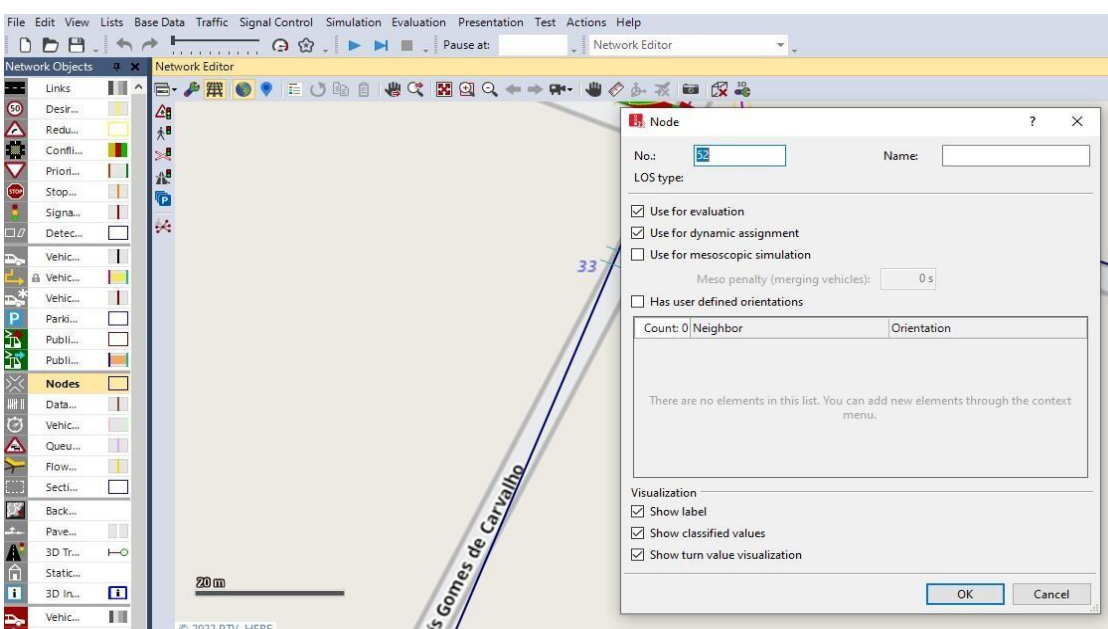 File Edit View Lists Base Data Traffic Signal Control Simulation Evaluation Presentation Test Actions Help
Pause at: Network Editor
Network Objects
Network Editor
Links
50 Desir...
Redu...
Confli...
Priori...
STOP Stop...
Signa...
Detec...
Vehic...
Vehic...
Vehic...
P Parki...
Publi...
Publi...
Nodes
Data...
Vehic...
Queu...
Flow...
Secti...
Back...
Pave...
3D Tr...
Static...
3D In...
Vehic...
33
is Gomes de Carvalho
20 m
© 2022 PTV, HERE
Node ? X
No.: 52 Name:
LOS type:
Use for evaluation
Use for dynamic assignment
Use for mesoscopic simulation
Meso penalty (merging vehicles): 0 s
Has user defined orientations
Count: 0 Neighbor Orientation
There are no elements in this list. You can add new elements through the context
menu.
Visualization
Show label
Show classified values
Show turn value visualization
OK Cancel